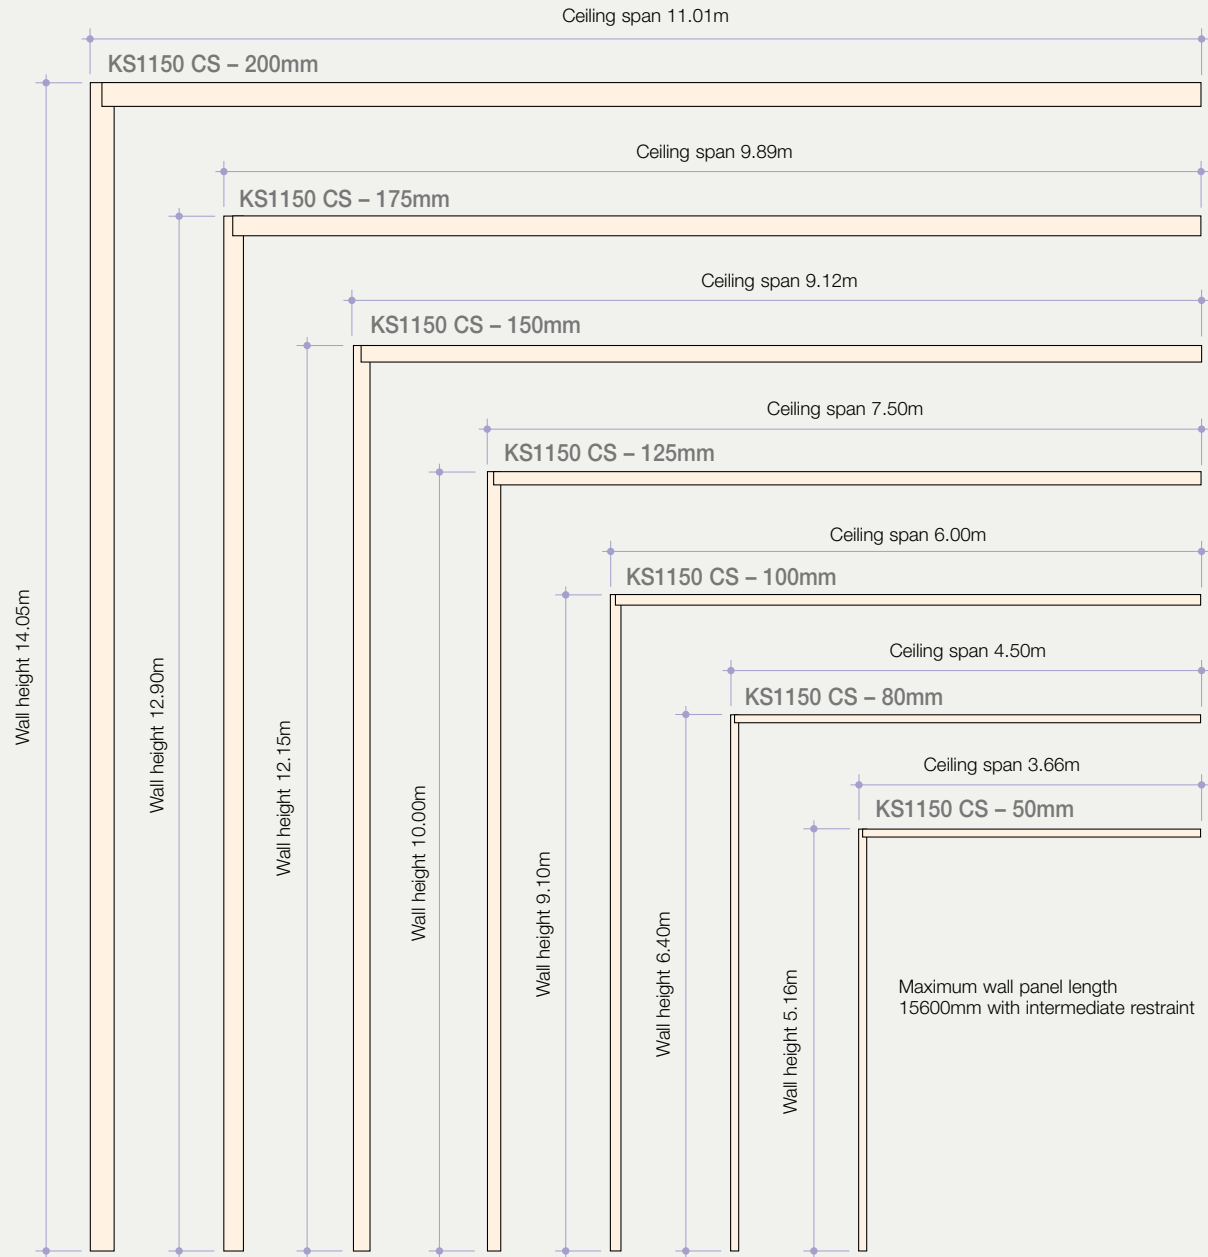 Ceiling span 11.01m
KS1150 CS – 200mm
Ceiling span 9.89m
KS1150 CS – 175mm
Ceiling span 9.12m
KS1150 CS – 150mm
Ceiling span 7.50m
KS1150 CS – 125mm
Ceiling span 6.00m
KS1150 CS – 100mm
Ceiling span 4.50m
KS1150 CS – 80mm
Ceiling span 3.66m
KS1150 CS – 50mm
Wall height 14.05m
Wall height 12.90m
Wall height 12.15m
Wall height 10.00m
Wall height 9.10m
Wall height 6.40m
Wall height 5.16m
Maximum wall panel length
15600mm with intermediate restraint